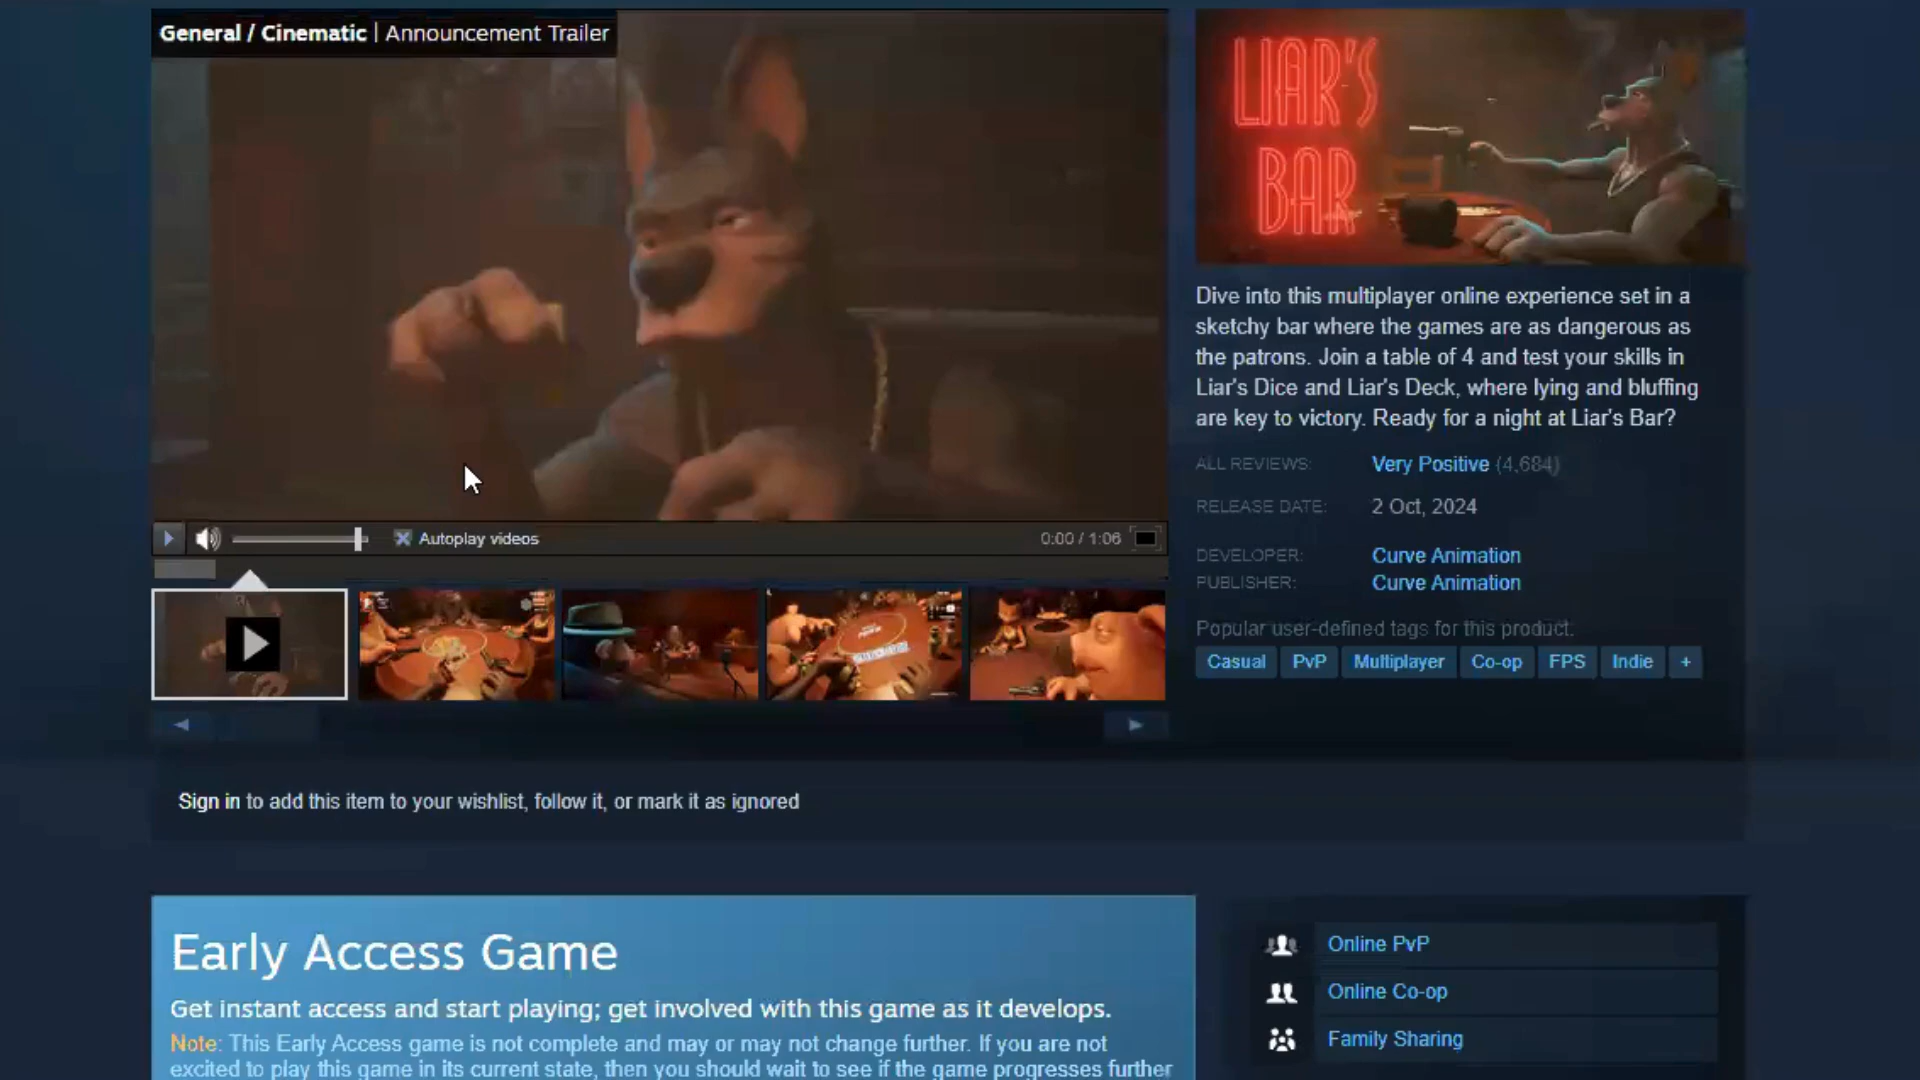 General / Cinematic | Announcement Trailer
LIAR'S
BAR
Dive into this multiplayer online experience set in a
sketchy bar where the games are as dangerous as
the patrons. Join a table of 4 and test your skills in
Liar's Dice and Liar's Deck, where lying and bluffing
are key to victory. Ready for a night at Liar's Bar?
ALL REVIEWS: Very Positive (4,684)
RELEASE DATE: 2 Oct, 2024
DEVELOPER: Curve Animation
PUBLISHER: Curve Animation
Popular user-defined tags for this product:
Casual PvP Multiplayer Co-op FPS Indie +
Autoplay videos 0:00 / 1:06
Sign in to add this item to your wishlist, follow it, or mark it as ignored
Early Access Game
Get instant access and start playing; get involved with this game as it develops.
Note: This Early Access game is not complete and may or may not change further. If you are not
excited to play this game in its current state, then you should wait to see if the game progresses further
Online PvP
Online Co-op
Family Sharing